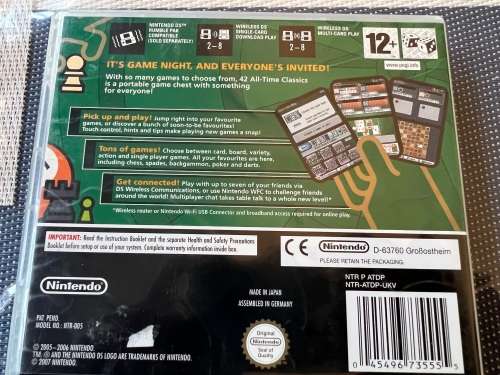 NINTENDO DS™
RUMBLE PAK
COMPATIBLE
(SOLD SEPARATELY)
2-8
WIRELESS DS
SINGLE-CARD
DOWNLOAD PLAY
2-8
WIRELESS DS
MULTI-CARD PLAY
12+
www.pegi.info
IT'S GAME NIGHT, AND EVERYONE'S INVITED!
With so many games to choose from, 42 All-Time Classics
is a portable game chest with something
for everyone!
Pick up and play! Jump right into your favourite
games, or discover a bunch of soon-to-be favourites!
Touch control, hints and tips make playing new games a snap!
Tons of games! Choose between card, board, variety,
action and single player games. All your favourites are here,
including chess, spades, backgammon, poker and darts.
Get connected! Play with up to seven of your friends via
DS Wireless Communications, or use Nintendo WFC to challenge friends
around the world! Multiplayer chat takes table talk to a whole new level!*
*Wireless router or Nintendo Wi-Fi USB Connector and broadband access required for online play.
IMPORTANT: Read the Instruction Booklet and the separate Health and Safety Precautions
Booklet before setup or use of your system. Complete warranty information inside box.
CE Nintendo D-63760 Großostheim
PLEASE RETAIN THE PACKAGING.
Nintendo
MADE IN JAPAN
ASSEMBLED IN GERMANY
NTR P ATDP
NTR-ATDP-UKV
PAT. PEND.
MODEL NO.: NTR-005
Original
Nintendo
Seal of
Quality
© 2005-2006 NINTENDO.
TM, ® AND THE NINTENDO DS LOGO ARE TRADEMARKS OF NINTENDO.
© 2007 NINTENDO.
0 45496 73555 5